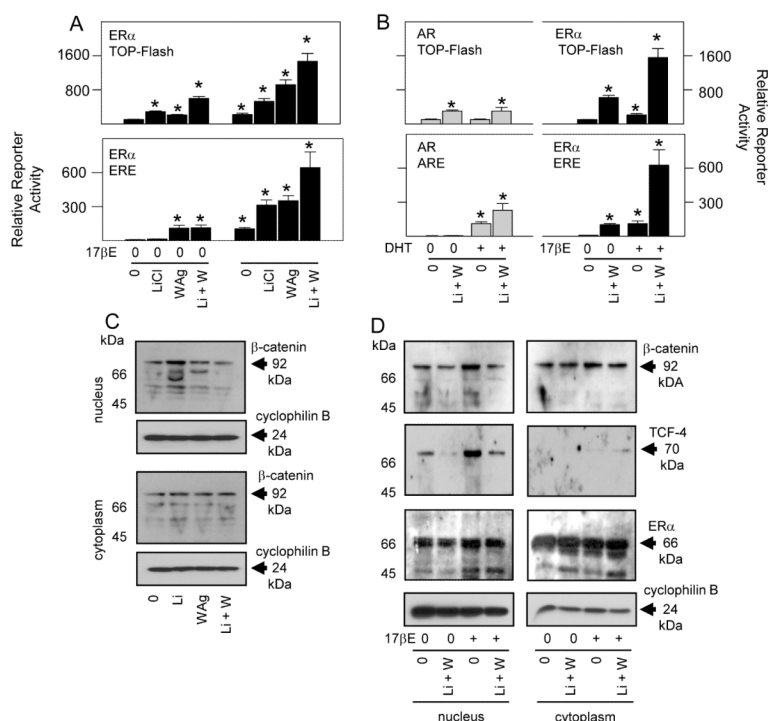 A
ERα
TOP-Flash
1600
800
ERα
ERE
600
300
Relative Reporter
Activity
17βE 0 0 0 0
0 LiCl WAg Li + W 0 LiCl WAg Li + W
B
AR
TOP-Flash
ERα
TOP-Flash
1600
800
AR
ARE
ERα
ERE
600
300
Relative Reporter
Activity
DHT 0 0 + + 17βE 0 0 + +
0 Li + W 0 Li + W 0 Li + W 0 Li + W
C
kDa
β-catenin
92
kDa
66
45
nucleus
cyclophilin B
24
kDa
β-catenin
92
kDa
66
45
cytoplasm
cyclophilin B
24
kDa
0 Li WAg Li + W
D
kDa
β-catenin
92
kDA
66
45
TCF-4
70
kDa
66
45
ERα
66
kDa
66
45
cyclophilin B
24
kDa
17βE 0 0 + + 0 0 + +
0 Li + W 0 Li + W 0 Li + W 0 Li + W
nucleus cytoplasm